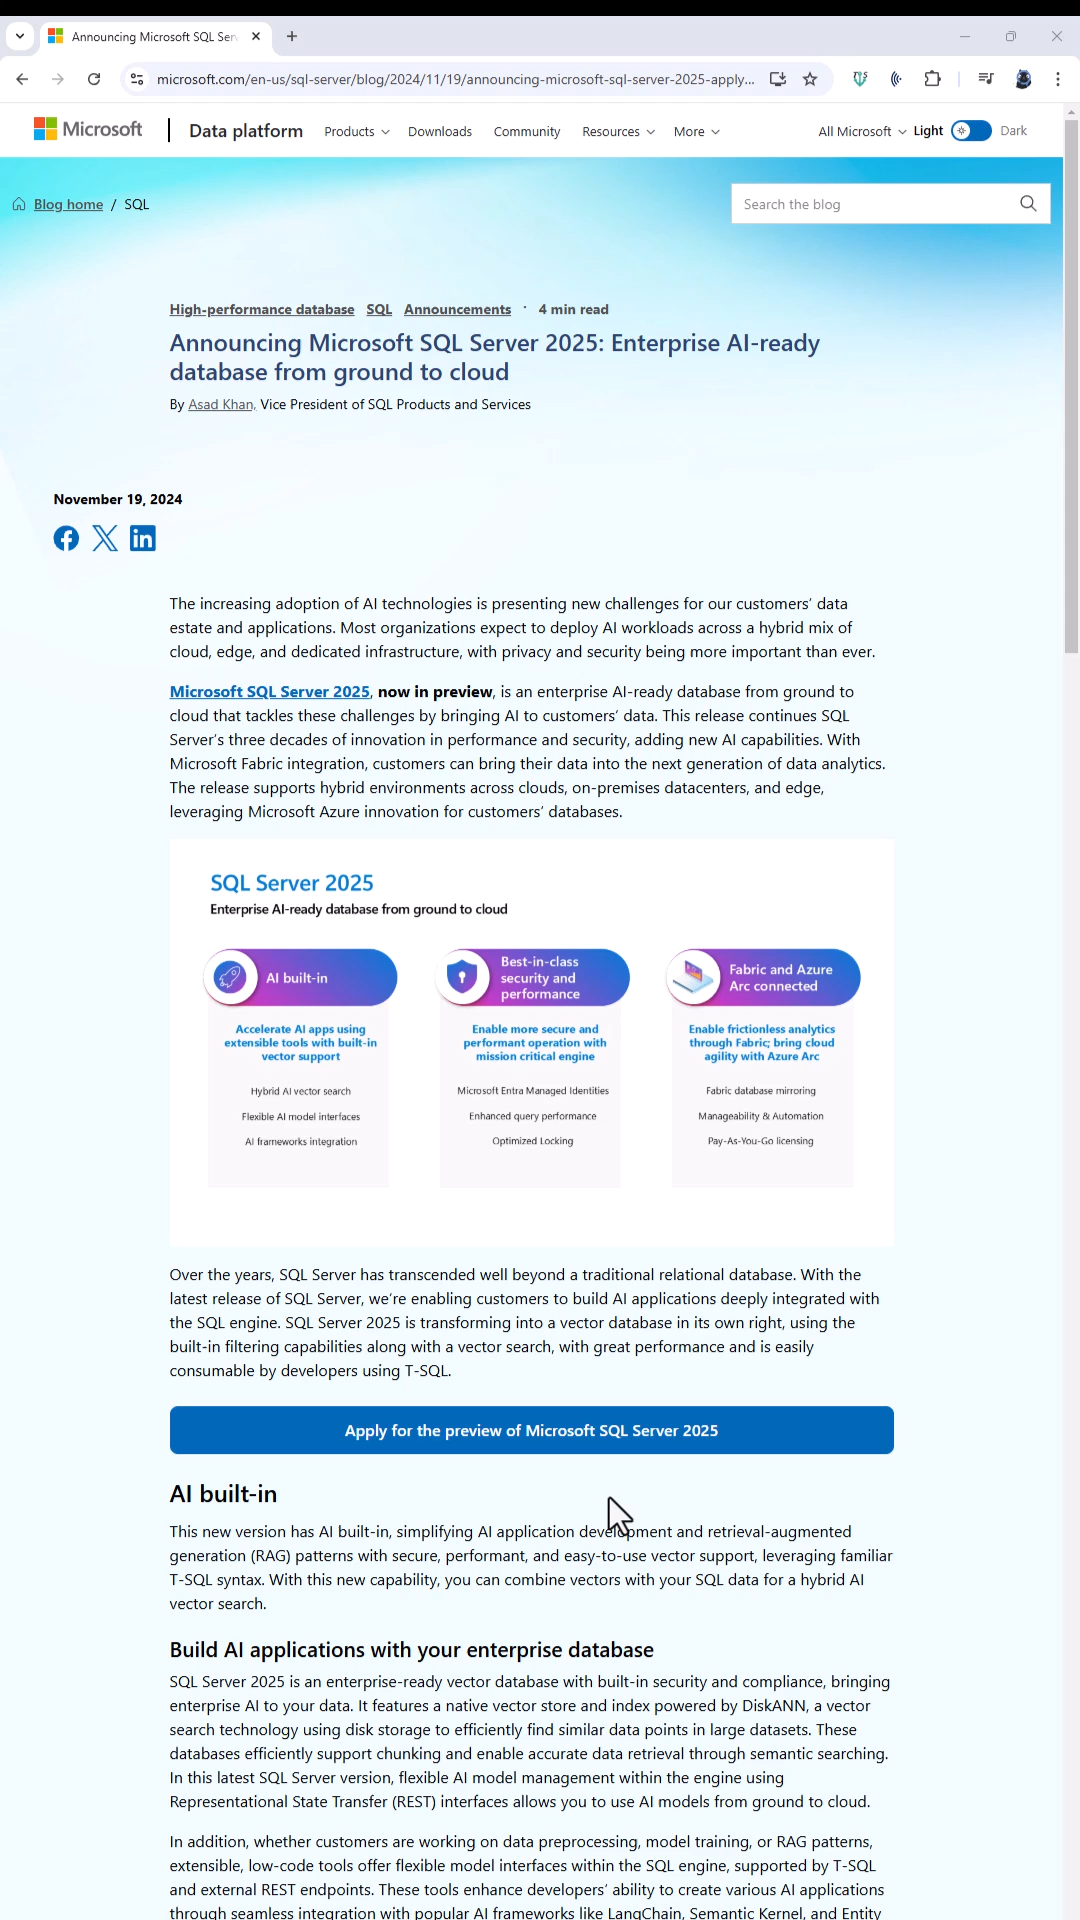 Announcing Microsoft SQL Ser
microsoft.com/en-us/sql-server/blog/2024/11/19/announcing-microsoft-sql-server-2025-apply...
Microsoft
Data platform
Products
Downloads
Community
Resources
More
All Microsoft
Light
Dark
Blog home / SQL
Search the blog
High-performance database SQL Announcements · 4 min read
Announcing Microsoft SQL Server 2025: Enterprise AI-ready
database from ground to cloud
By Asad Khan, Vice President of SQL Products and Services
November 19, 2024
The increasing adoption of AI technologies is presenting new challenges for our customers’ data
estate and applications. Most organizations expect to deploy AI workloads across a hybrid mix of
cloud, edge, and dedicated infrastructure, with privacy and security being more important than ever.
Microsoft SQL Server 2025, now in preview, is an enterprise AI-ready database from ground to
cloud that tackles these challenges by bringing AI to customers’ data. This release continues SQL
Server’s three decades of innovation in performance and security, adding new AI capabilities. With
Microsoft Fabric integration, customers can bring their data into the next generation of data analytics.
The release supports hybrid environments across clouds, on-premises datacenters, and edge,
leveraging Microsoft Azure innovation for customers’ databases.
SQL Server 2025
Enterprise AI-ready database from ground to cloud
AI built-in
Accelerate AI apps using
extensible tools with built-in
vector support
Hybrid AI vector search
Flexible AI model interfaces
AI frameworks integration
Best-in-class
security and
performance
Enable more secure and
performant operation with
mission critical engine
Microsoft Entra Managed Identities
Enhanced query performance
Optimized Locking
Fabric and Azure
Arc connected
Enable frictionless analytics
through Fabric; bring cloud
agility with Azure Arc
Fabric database mirroring
Manageability & Automation
Pay-As-You-Go licensing
Over the years, SQL Server has transcended well beyond a traditional relational database. With the
latest release of SQL Server, we’re enabling customers to build AI applications deeply integrated with
the SQL engine. SQL Server 2025 is transforming into a vector database in its own right, using the
built-in filtering capabilities along with a vector search, with great performance and is easily
consumable by developers using T-SQL.
Apply for the preview of Microsoft SQL Server 2025
AI built-in
This new version has AI built-in, simplifying AI application development and retrieval-augmented
generation (RAG) patterns with secure, performant, and easy-to-use vector support, leveraging familiar
T-SQL syntax. With this new capability, you can combine vectors with your SQL data for a hybrid AI
vector search.
Build AI applications with your enterprise database
SQL Server 2025 is an enterprise-ready vector database with built-in security and compliance, bringing
enterprise AI to your data. It features a native vector store and index powered by DiskANN, a vector
search technology using disk storage to efficiently find similar data points in large datasets. These
databases efficiently support chunking and enable accurate data retrieval through semantic searching.
In this latest SQL Server version, flexible AI model management within the engine using
Representational State Transfer (REST) interfaces allows you to use AI models from ground to cloud.
In addition, whether customers are working on data preprocessing, model training, or RAG patterns,
extensible, low-code tools offer flexible model interfaces within the SQL engine, supported by T-SQL
and external REST endpoints. These tools enhance developers’ ability to create various AI applications
through seamless integration with popular AI frameworks like LangChain, Semantic Kernel, and Entity